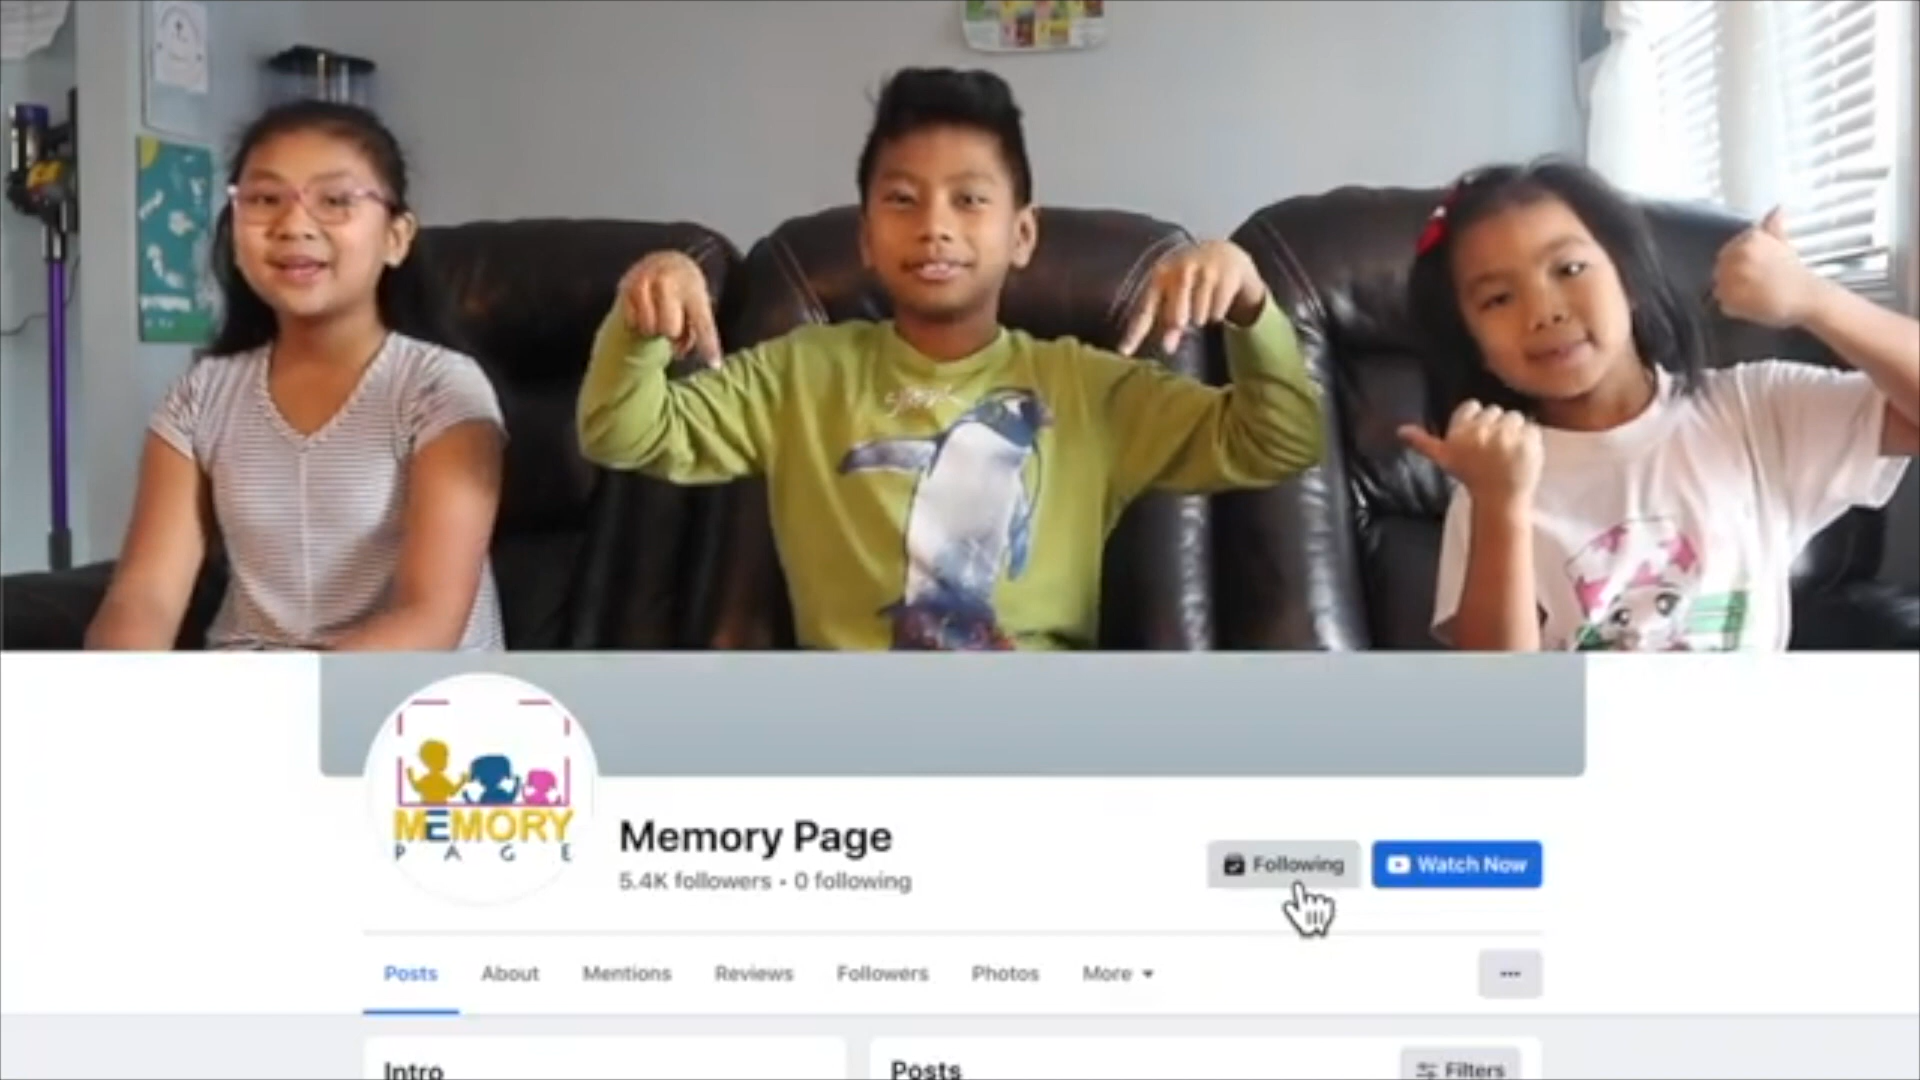 MEMORY
PAGE
Memory Page
5.4K followers • 0 following
Following
Watch Now
Posts
About
Mentions
Reviews
Followers
Photos
More
Intro
Posts
Filters